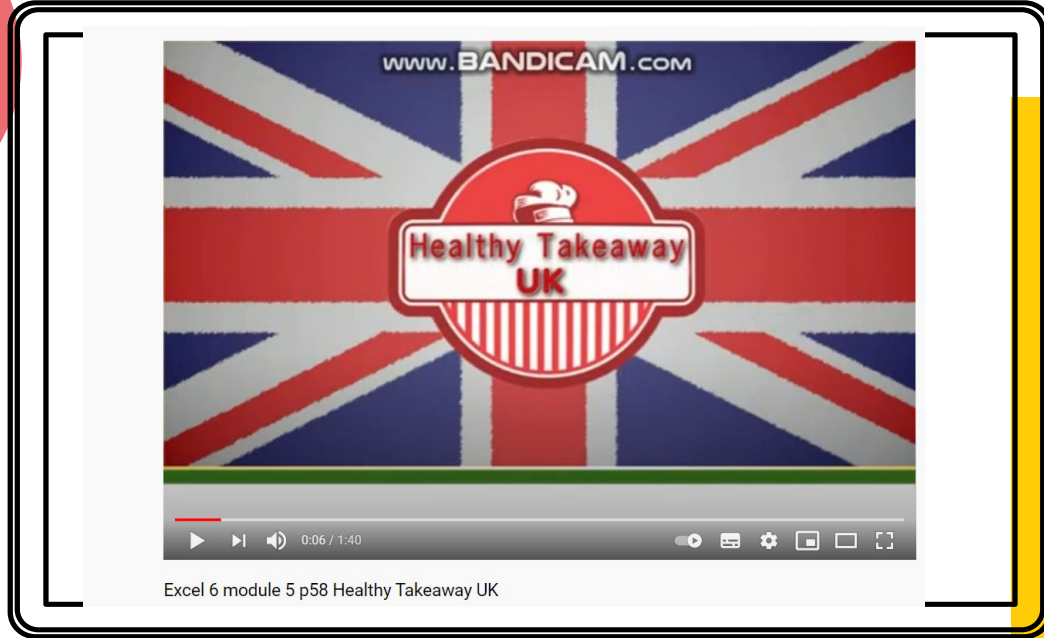 www.BANDICAM.com
Healthy Takeaway
UK
0:06 / 1:40
Excel 6 module 5 p58 Healthy Takeaway UK